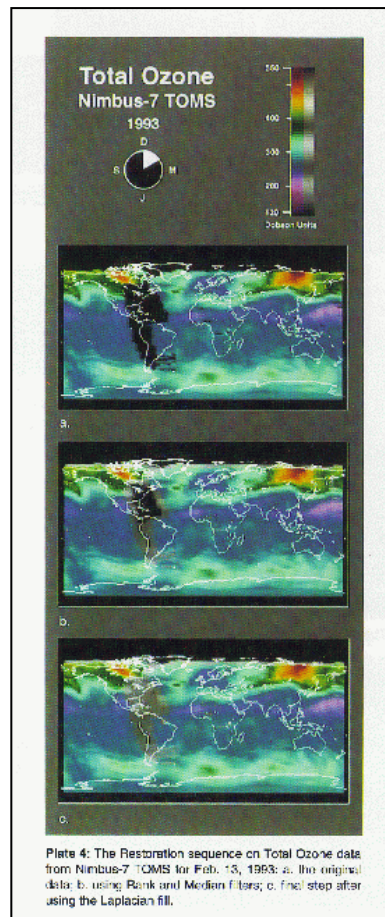 Total Ozone
Nimbus-7 TOMS
1993
D
S M
J
400
300
200
Dobson Units
a.
b.
c.
Plate 4: The Restoration sequence on Total Ozone data
from Nimbus-7 TOMS for Feb. 13, 1993: a. the original
data; b. using Rank and Median filters; c. final step after
using the Laplacian fill.